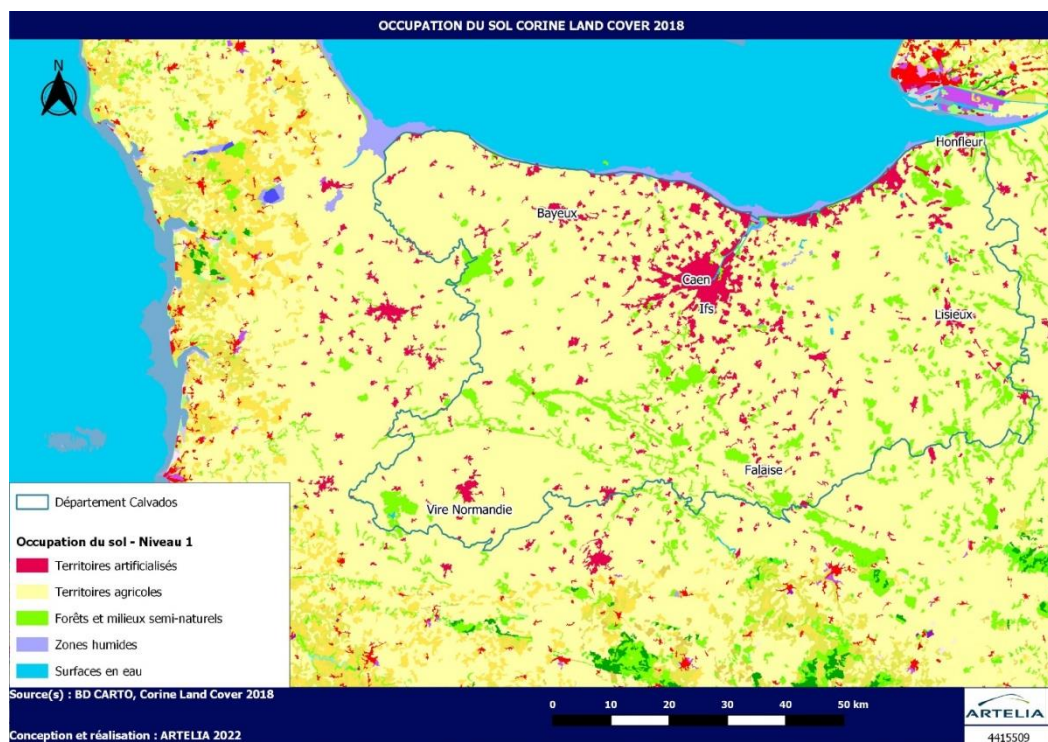 OCCUPATION DU SOL CORINE LAND COVER 2018
N
Honfleur
Bayeux
Caen
Ifs
Lisieux
Falaise
Vire Normandie
Département Calvados
Occupation du sol - Niveau 1
Territoires artificialisés
Territoires agricoles
Forêts et milieux semi-naturels
Zones humides
Surfaces en eau
Source(s) : BD CARTO, Corine Land Cover 2018
0 10 20 30 40 50 km
Conception et réalisation : ARTELIA 2022
ARTELIA
4415509